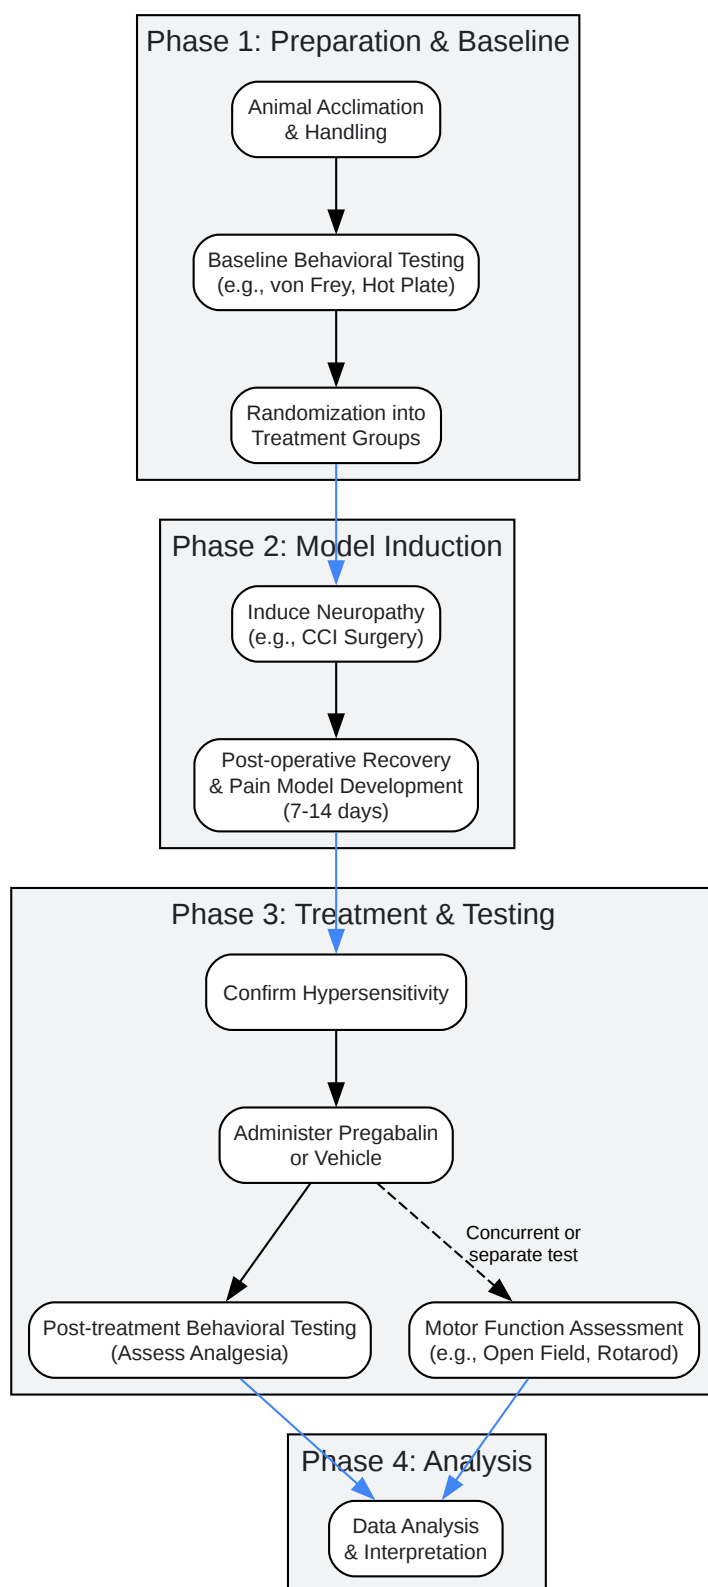 Phase 1: Preparation & Baseline
Animal Acclimation
& Handling
Baseline Behavioral Testing
(e.g., von Frey, Hot Plate)
Randomization into
Treatment Groups
Phase 2: Model Induction
Induce Neuropathy
(e.g., CCI Surgery)
Post-operative Recovery
& Pain Model Development
(7-14 days)
Phase 3: Treatment & Testing
Confirm Hypersensitivity
Administer Pregabalin
or Vehicle
Concurrent or
separate test
Post-treatment Behavioral Testing
(Assess Analgesia)
Motor Function Assessment
(e.g., Open Field, Rotarod)
Phase 4: Analysis
Data Analysis
& Interpretation